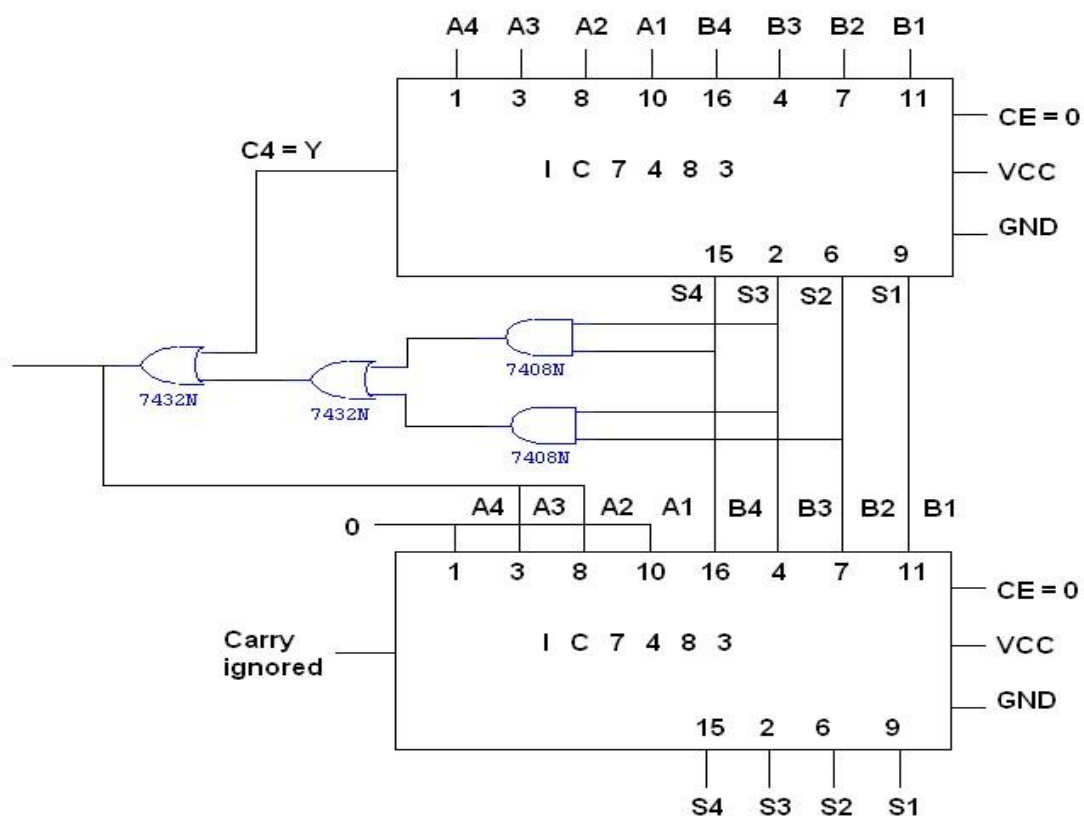 A4 A3 A2 A1 B4 B3 B2 B1
1 3 8 10 16 4 7 11
CE = 0
C4 = Y
I C 7 4 8 3
VCC
GND
15 2 6 9
S4 S3 S2 S1
7408N
7432N
7432N
7408N
A4 A3 A2 A1 B4 B3 B2 B1
0
1 3 8 10 16 4 7 11
CE = 0
Carry
ignored
I C 7 4 8 3
VCC
GND
15 2 6 9
S4 S3 S2 S1